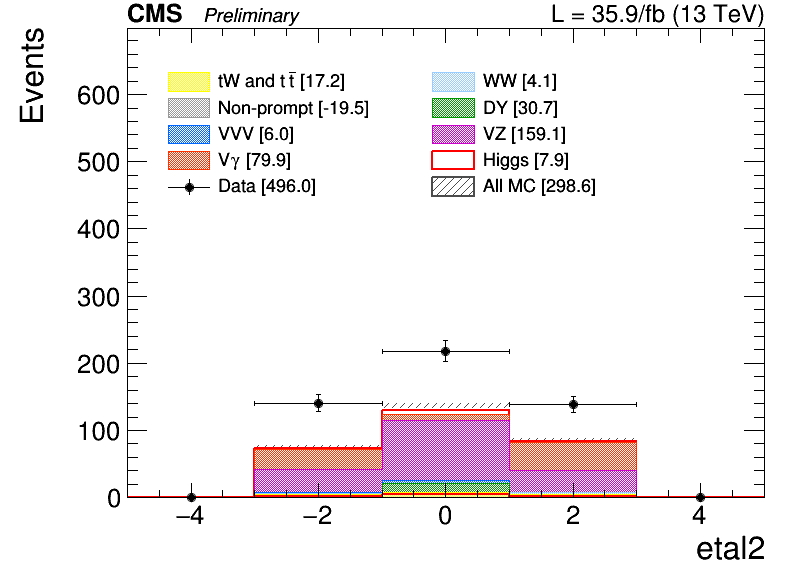 CMS Preliminary L = 35.9/fb (13 TeV)
Events
tW and t t̅ [17.2] WW [4.1]
Non-prompt [-19.5] DY [30.7]
VVV [6.0] VZ [159.1]
Vγ [79.9] Higgs [7.9]
Data [496.0] All MC [298.6]
600
500
400
300
200
100
0
−4 −2 0 2 4
etal2